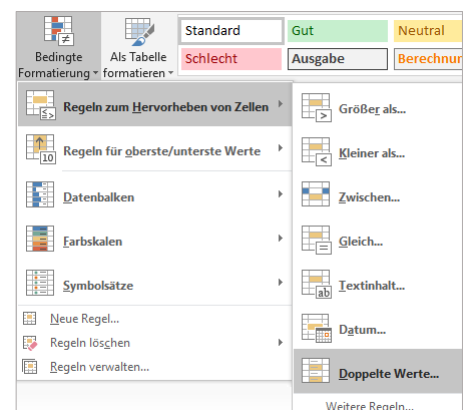 Bedingte Formatierung
Als Tabelle formatieren
Standard
Gut
Neutral
Schlecht
Ausgabe
Berechnun
Regeln zum Hervorheben von Zellen
Regeln für oberste/unterste Werte
10
Datenbalken
Farbskalen
Symbolsätze
Neue Regel...
Regeln löschen
Regeln verwalten...
Größer als...
Kleiner als...
Zwischen...
Gleich...
ab
Textinhalt...
Datum...
Doppelte Werte...
Weitere Regeln...